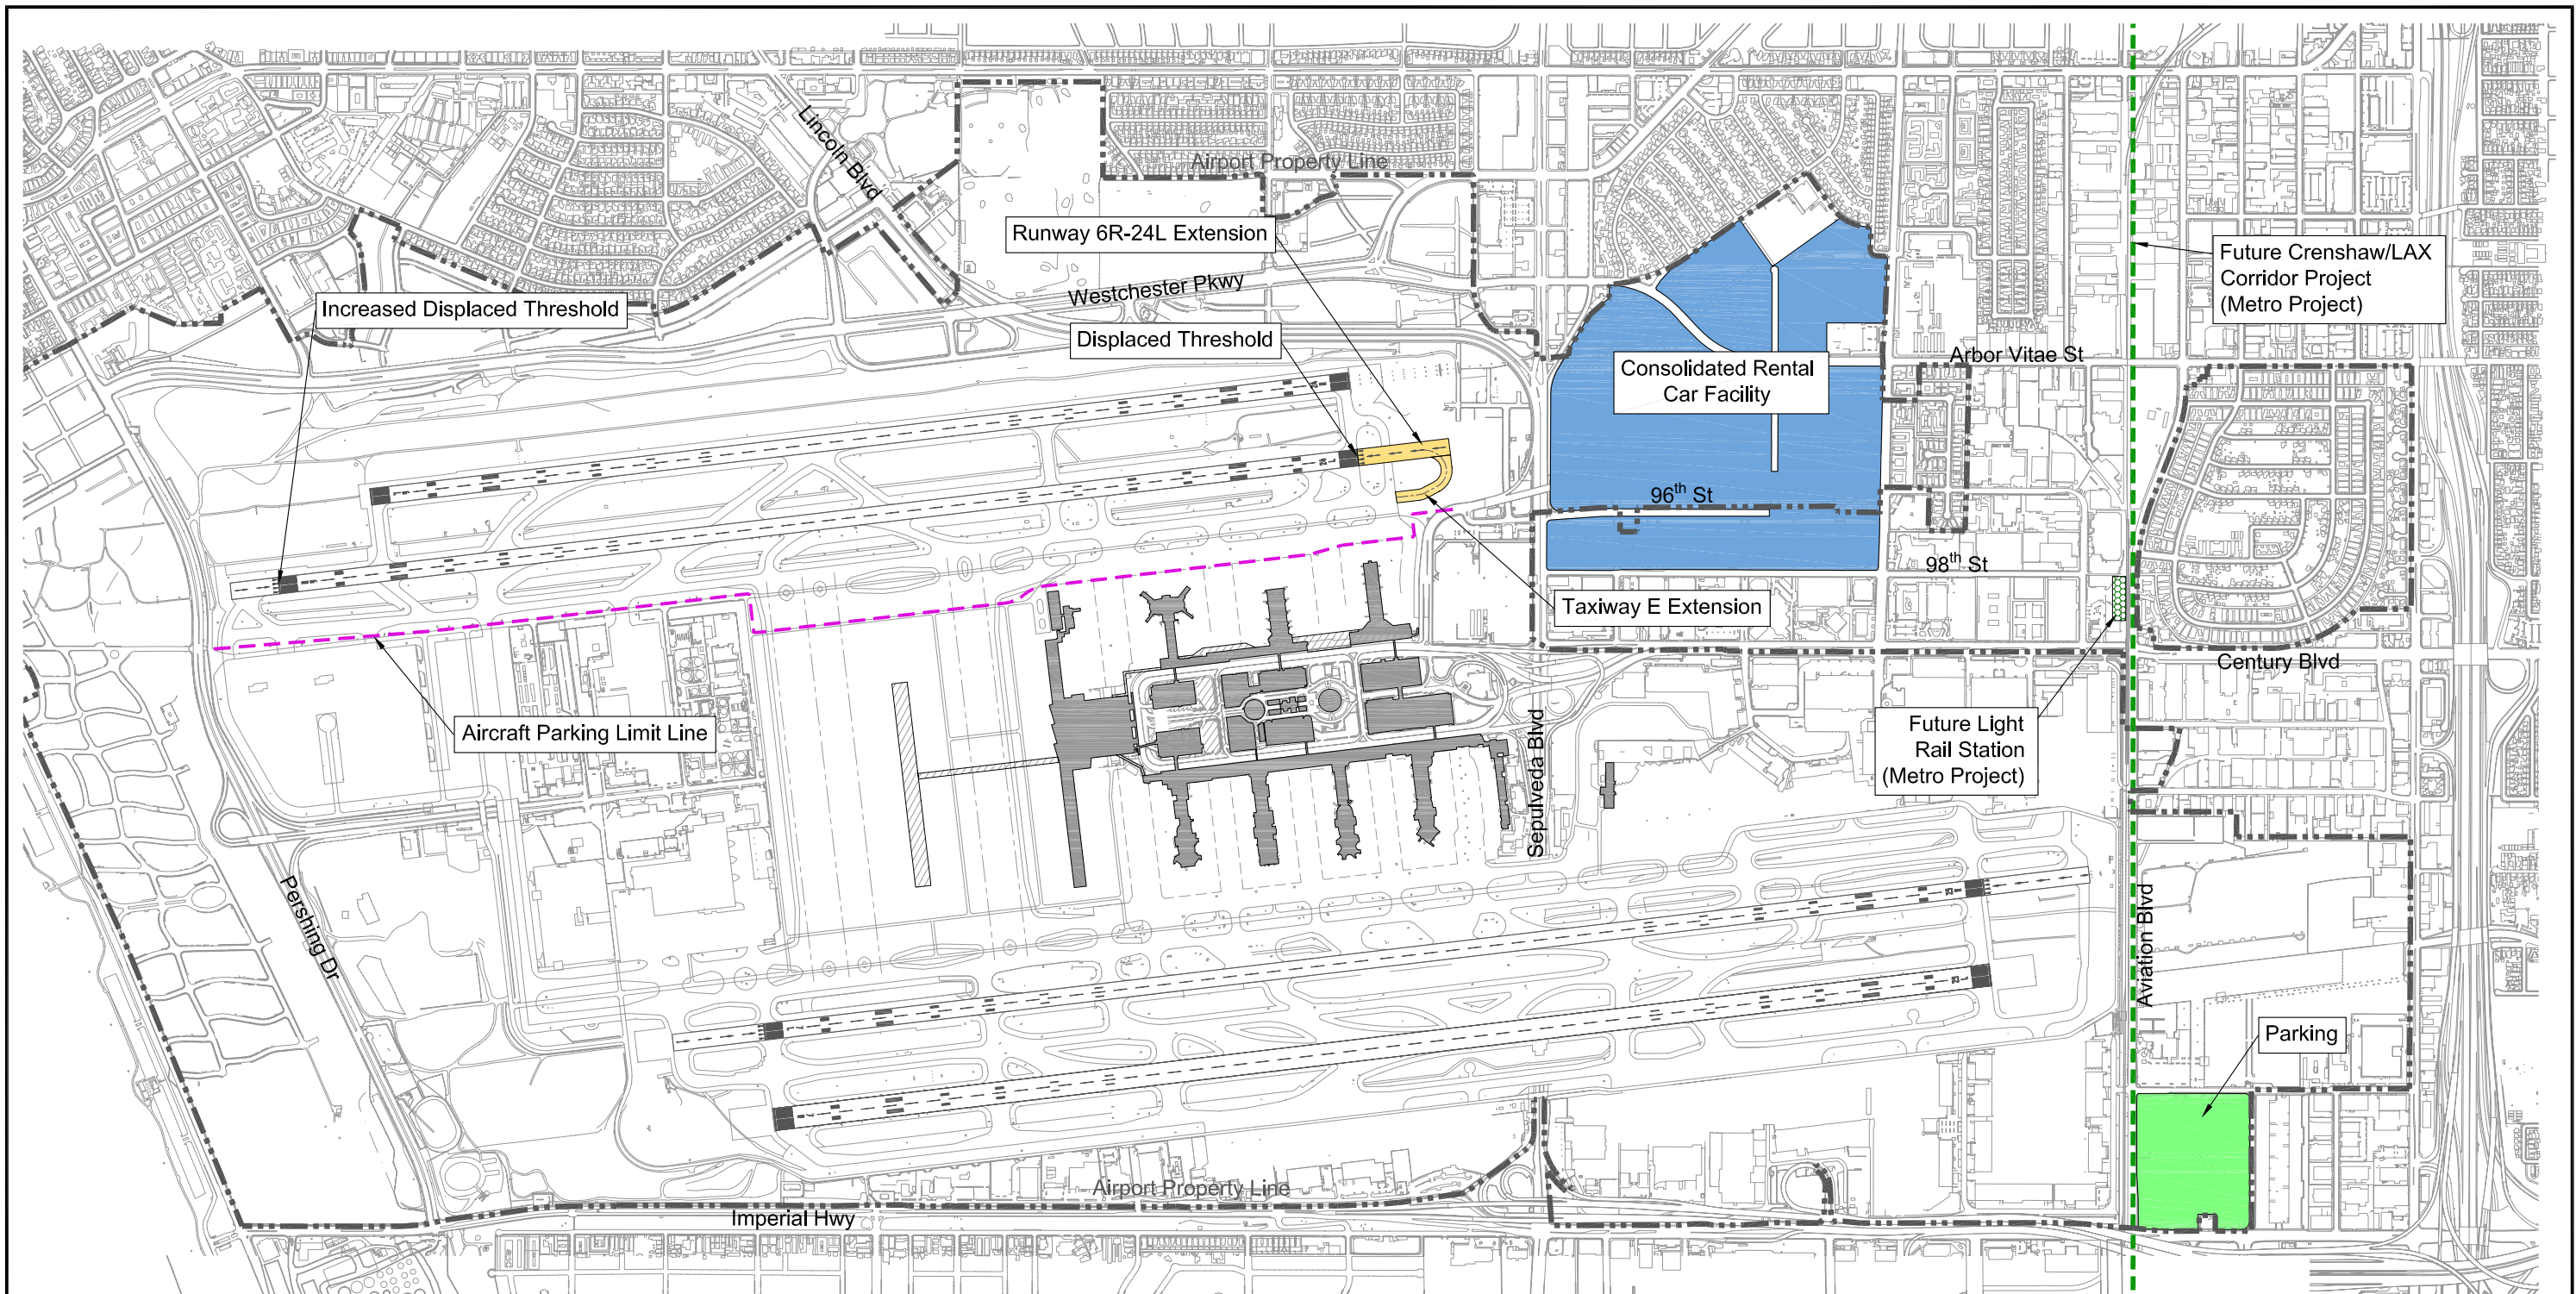 Lincoln Blvd
Airport Property Line
Runway 6R-24L Extension
Westchester Pkwy
Increased Displaced Threshold
Displaced Threshold
Future Crenshaw/LAX
Corridor Project
(Metro Project)
Arbor Vitae St
Consolidated Rental
Car Facility
96th St
98th St
Taxiway E Extension
Century Blvd
Aircraft Parking Limit Line
Future Light
Rail Station
(Metro Project)
Sepulveda Blvd
Pershing Dr
Aviation Blvd
Parking
Airport Property Line
Imperial Hwy